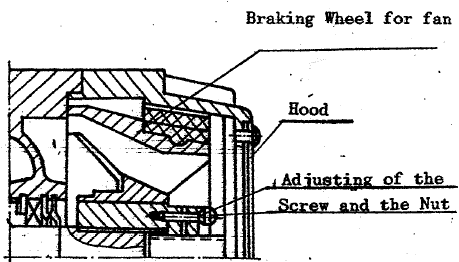 Braking Wheel for fan
Hood
Adjusting of the
Screw and the Nut